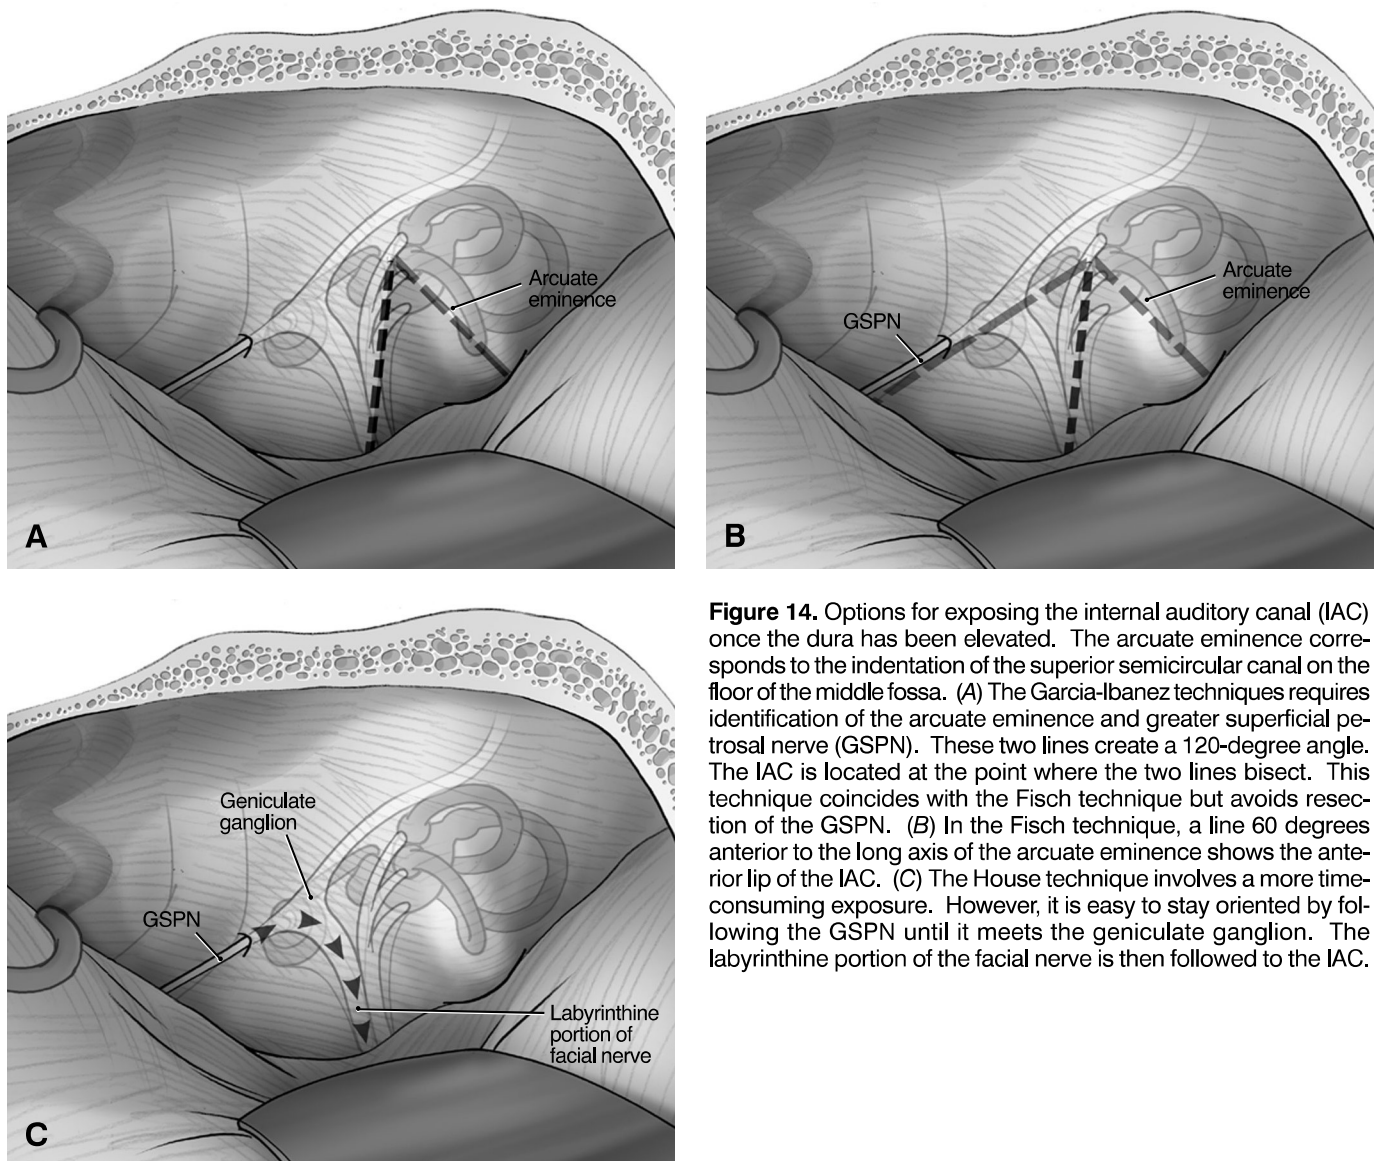 Arcuate
eminence
A
Arcuate
eminence
GSPN
B
Geniculate
ganglion
GSPN
Labyrinthine
portion of
facial nerve
C
Figure 14. Options for exposing the internal auditory canal (IAC)
once the dura has been elevated. The arcuate eminence corre-
sponds to the indentation of the superior semicircular canal on the
floor of the middle fossa. (A) The Garcia-Ibanez techniques requires
identification of the arcuate eminence and greater superficial pe-
trosal nerve (GSPN). These two lines create a 120-degree angle.
The IAC is located at the point where the two lines bisect. This
technique coincides with the Fisch technique but avoids resec-
tion of the GSPN. (B) In the Fisch technique, a line 60 degrees
anterior to the long axis of the arcuate eminence shows the ante-
rior lip of the IAC. (C) The House technique involves a more time-
consuming exposure. However, it is easy to stay oriented by fol-
lowing the GSPN until it meets the geniculate ganglion. The
labyrinthine portion of the facial nerve is then followed to the IAC.